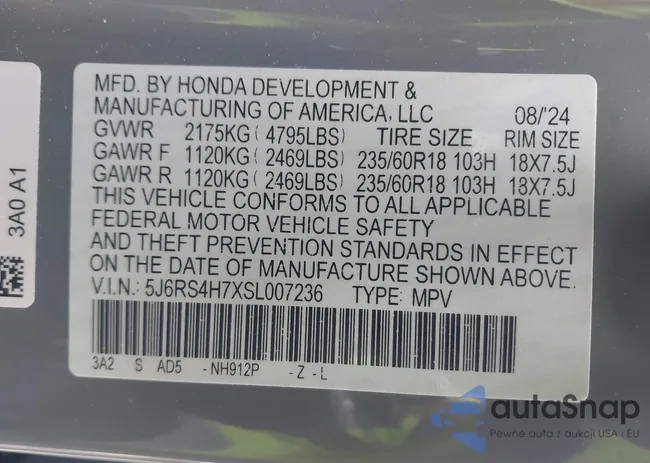 MFD. BY HONDA DEVELOPMENT &
MANUFACTURING OF AMERICA, LLC 08/'24
GVWR 2175KG ( 4795LBS) TIRE SIZE RIM SIZE
GAWR F 1120KG ( 2469LBS) 235/60R18 103H 18X7.5J
GAWR R 1120KG ( 2469LBS) 235/60R18 103H 18X7.5J
THIS VEHICLE CONFORMS TO ALL APPLICABLE
FEDERAL MOTOR VEHICLE SAFETY
AND THEFT PREVENTION STANDARDS IN EFFECT
ON THE DATE OF MANUFACTURE SHOWN ABOVE.
V.I.N.: 5J6RS4H7XSL007236 TYPE: MPV
3A2 S AD5 -NH912P -Z -L
3A0 A1
autaSnap
Pewne auta z aukcji USA i EU